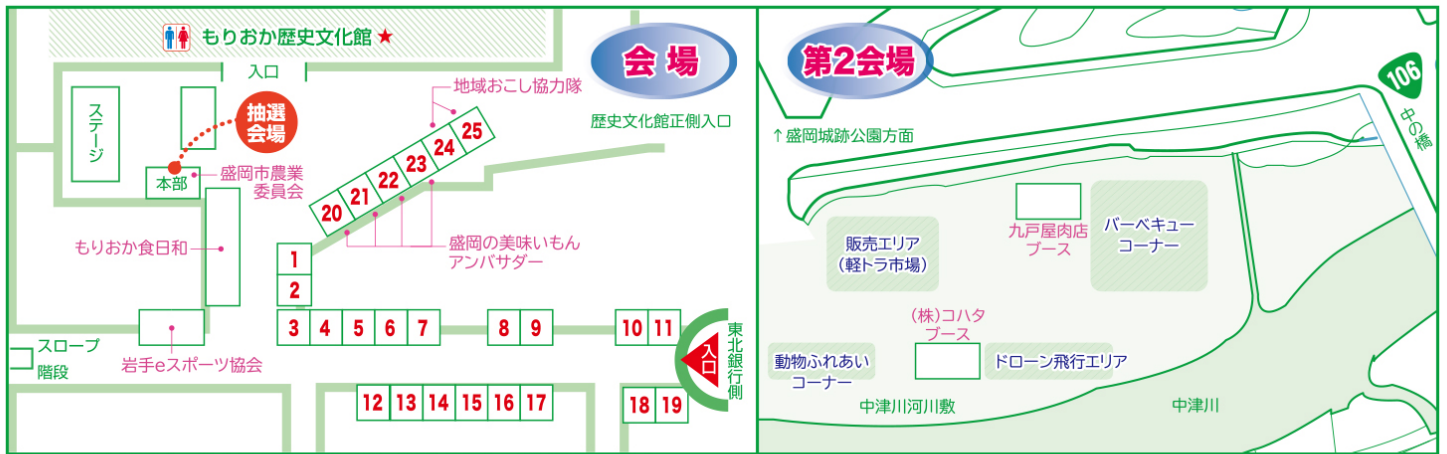 もりおか歴史文化館★
会場
入口
ステージ
抽選
会場
本部
盛岡市農業
委員会
もりおか食日和
岩手eスポーツ協会
スロープ
階段
地域おこし協力隊
歴史文化館正側入口
盛岡の美味いもん
アンバサダー
25
24
23
22
21
20
1
2
3 4 5 6 7 8 9 10 11
12 13 14 15 16 17 18 19
入口
東北銀行側
第2会場
106
中の橋
↑盛岡城跡公園方面
九戸屋肉店
ブース
バーベキュー
コーナー
販売エリア
(軽トラ市場)
(株)コハタ
ブース
動物ふれあい
コーナー
ドローン飛行エリア
中津川河川敷
中津川